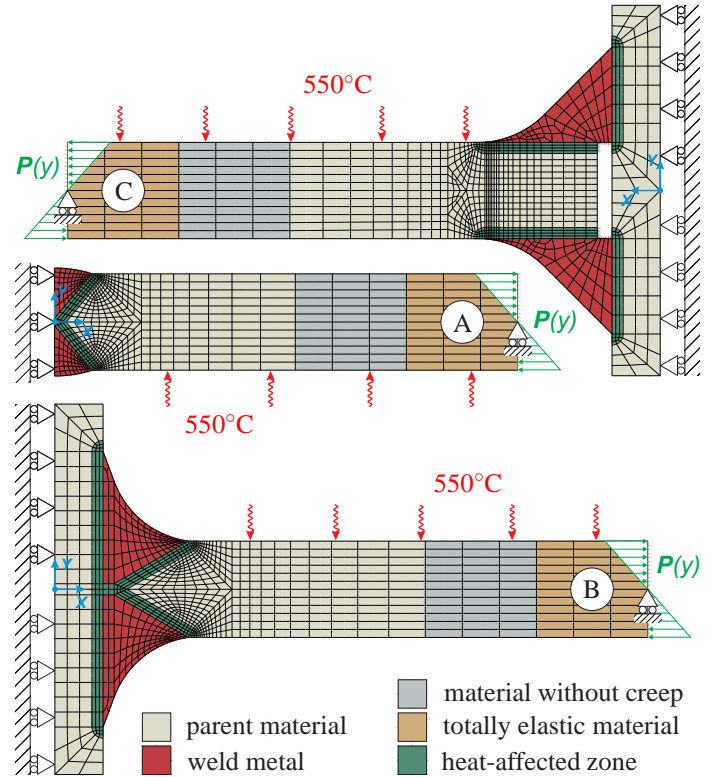 550°C
P(y)
C
Y
X
Y
X
A
P(y)
550°C
550°C
Y
X
B
P(y)
material without creep
parent material
totally elastic material
weld metal
heat-affected zone